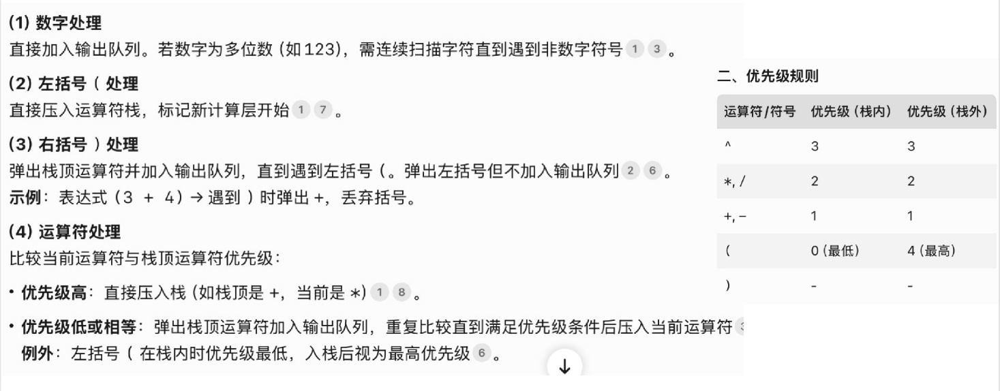 (1) 数字处理
直接加入输出队列。若数字为多位数 (如 123)，需连续扫描字符直到遇到非数字符号 1 3 。
(2) 左括号 ( 处理
直接压入运算符栈，标记新计算层开始 1 7 。
(3) 右括号 ) 处理
弹出栈顶运算符并加入输出队列，直到遇到左括号 (。弹出左括号但不加入输出队列 2 6 。
示例：表达式 (3 + 4) → 遇到 ) 时弹出 +，丢弃括号。
(4) 运算符处理
比较当前运算符与栈顶运算符优先级：
• 优先级高：直接压入栈 (如栈顶是 +，当前是 *) 1 8 。
• 优先级低或相等：弹出栈顶运算符加入输出队列，重复比较直到满足优先级条件后压入当前运算符
例外：左括号 ( 在栈内时优先级最低，入栈后视为最高优先级 6 。
二、优先级规则
运算符/符号 优先级 (栈内) 优先级 (栈外)
^ 3 3
*, / 2 2
+, − 1 1
( 0 (最低) 4 (最高)
) - -